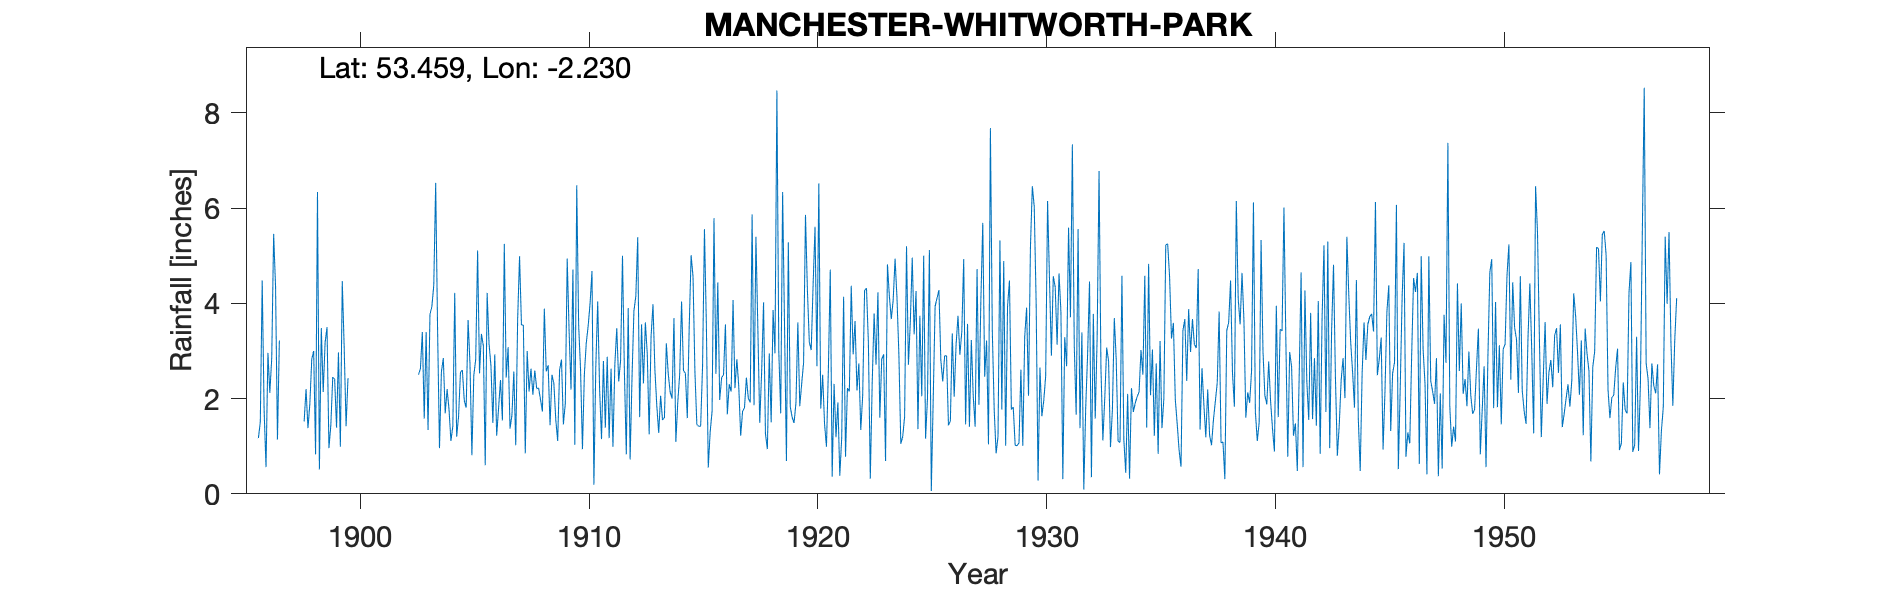 MANCHESTER-WHITWORTH-PARK
Lat: 53.459, Lon: -2.230
Rainfall [inches]
8
6
4
2
0
1900 1910 1920 1930 1940 1950
Year